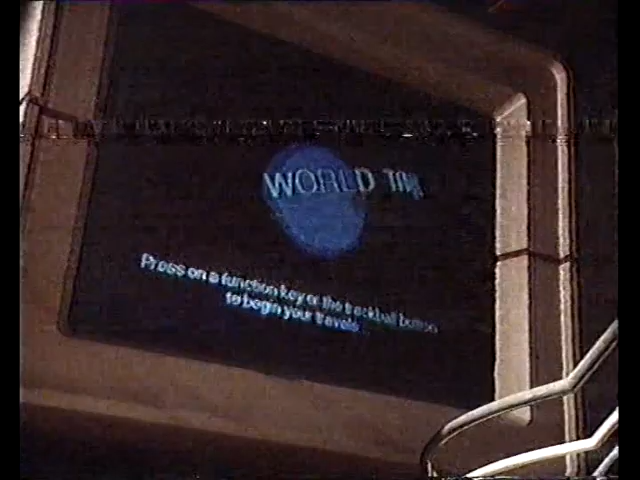 WORLD
Press on a function key or the trackball button
to begin your travels...